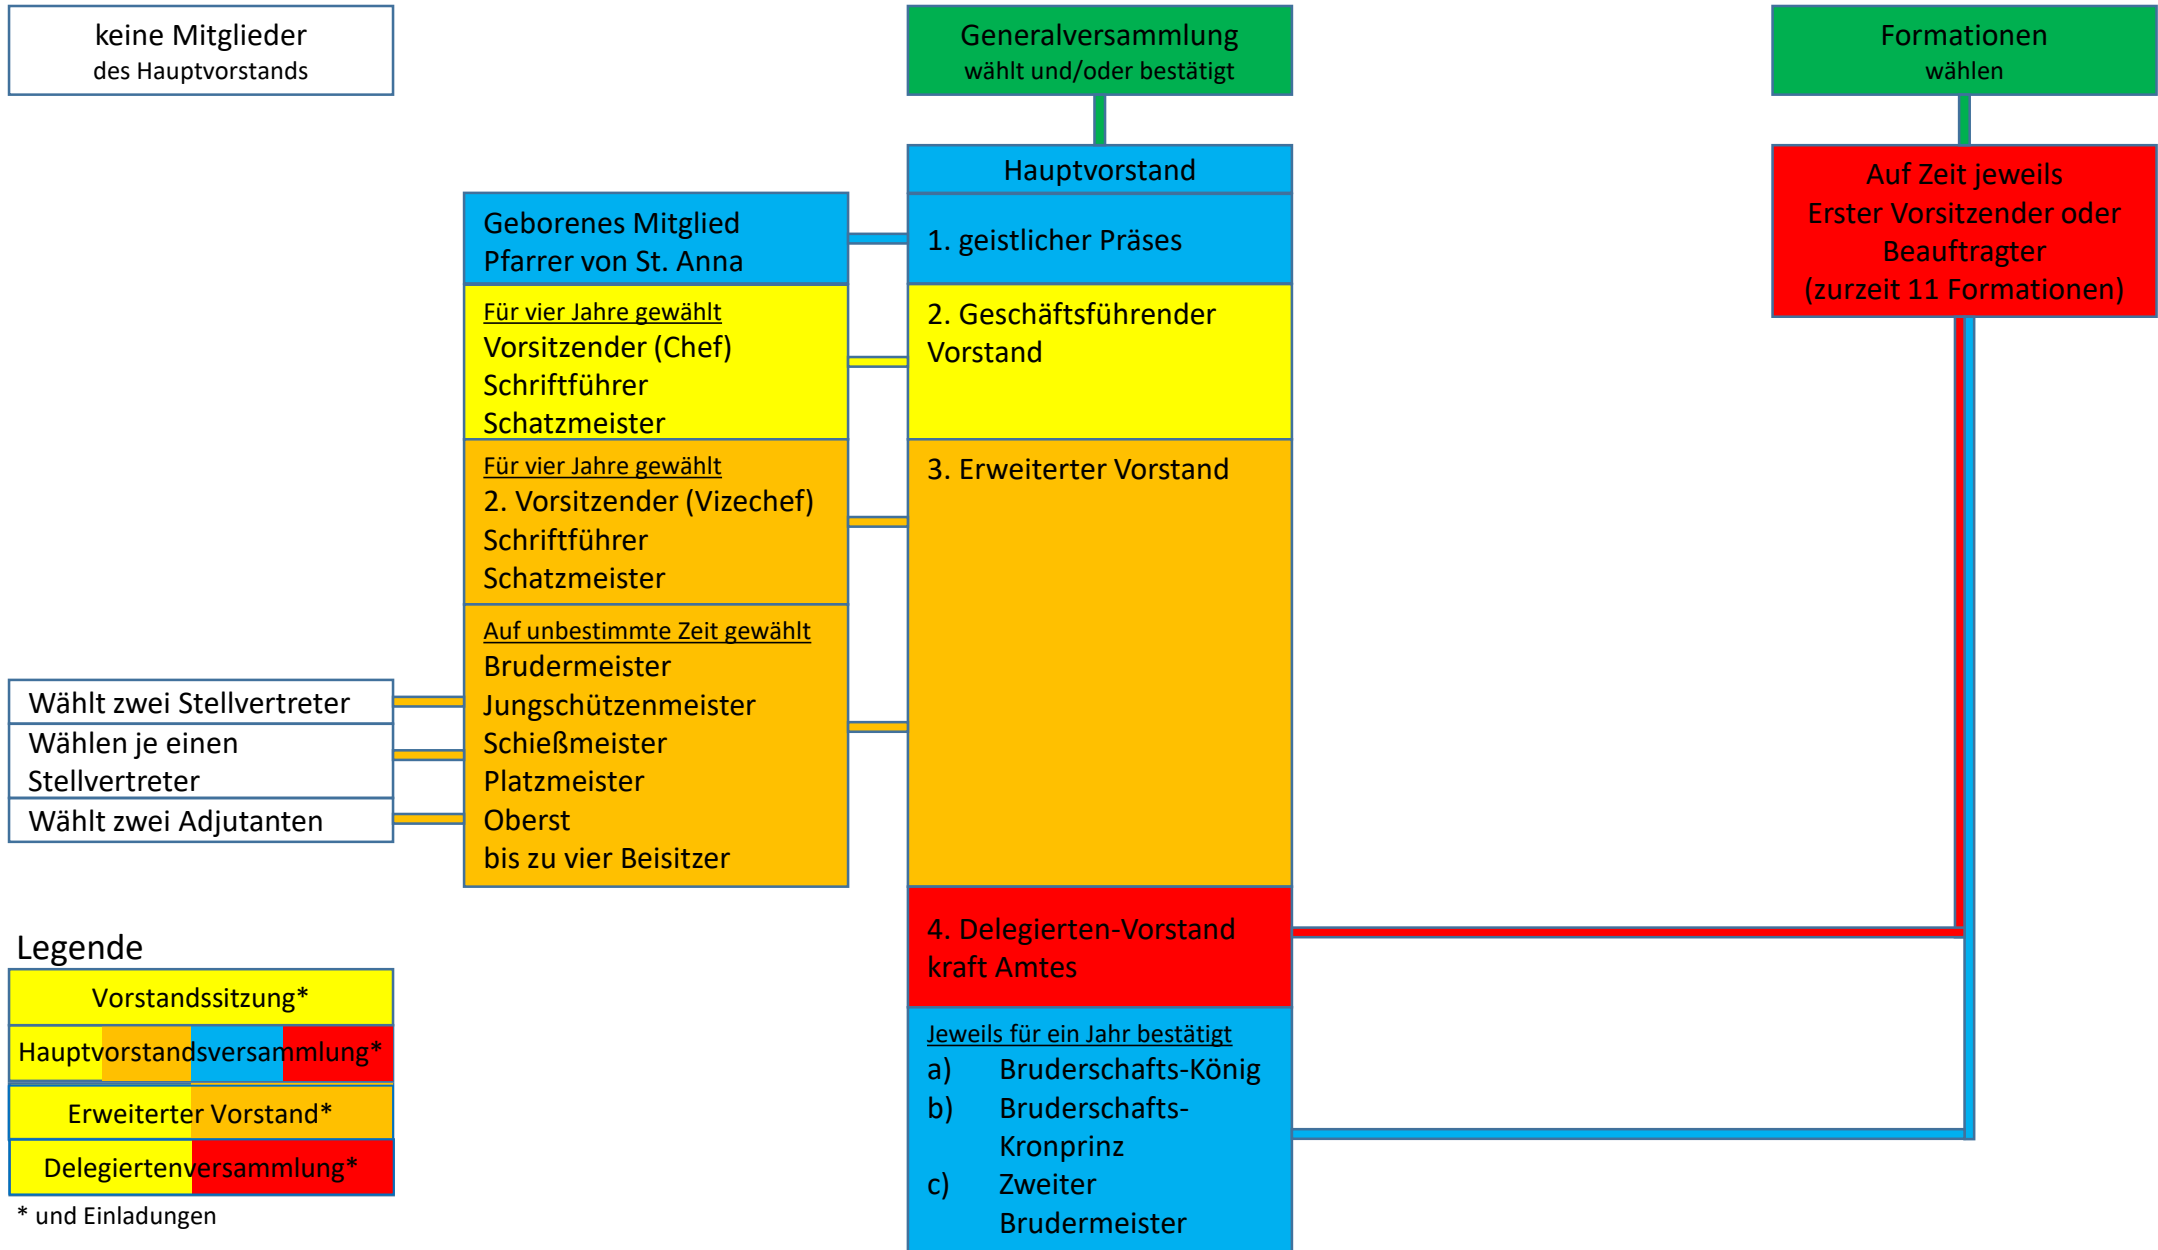 keine Mitglieder
des Hauptvorstands
Generalversammlung
wählt und/oder bestätigt
Formationen
wählen
Hauptvorstand
Auf Zeit jeweils
Erster Vorsitzender oder
Beauftragter
(zurzeit 11 Formationen)
Geborenes Mitglied
Pfarrer von St. Anna
1. geistlicher Präses
Für vier Jahre gewählt
Vorsitzender (Chef)
Schriftführer
Schatzmeister
2. Geschäftsführender
Vorstand
Für vier Jahre gewählt
2. Vorsitzender (Vizechef)
Schriftführer
Schatzmeister
3. Erweiterter Vorstand
Auf unbestimmte Zeit gewählt
Brudermeister
Jungschützenmeister
Schießmeister
Platzmeister
Oberst
bis zu vier Beisitzer
Wählt zwei Stellvertreter
Wählen je einen
Stellvertreter
Wählt zwei Adjutanten
4. Delegierten-Vorstand
kraft Amtes
Jeweils für ein Jahr bestätigt
a) Bruderschafts-König
b) Bruderschafts-
Kronprinz
c) Zweiter
Brudermeister
Legende
Vorstandssitzung*
Hauptvorstandsversammlung*
Erweiterter Vorstand*
Delegiertenversammlung*
* und Einladungen